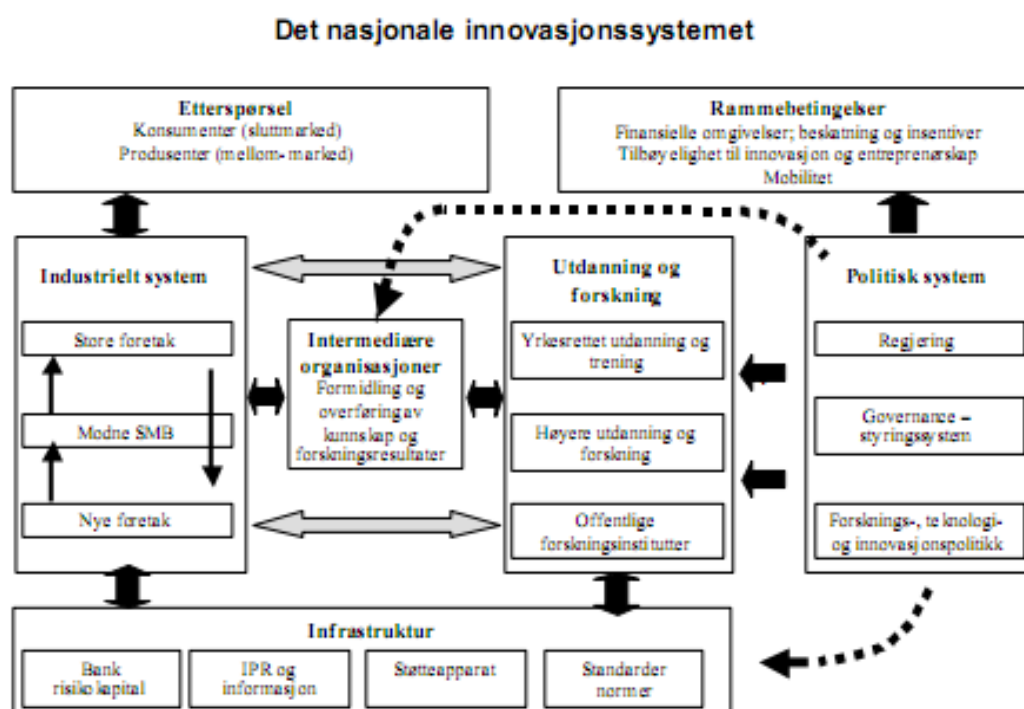 Det nasjonale innovasjonssystemet
Etterspørsel
Konsumenter (sluttmarked)
Produsenter (mellom- marked)
Rammebetingelser
Finansielle omgivelser; beskatning og insentiver
Tilbøyelighet til innovasjon og entreprenørskap
Mobilitet
Industrielt system
Store foretak
Modne SMB
Nye foretak
Intermediære
organisasjoner
Formidling og
overføring av
kunnskap og
forskningsresultater
Utdanning og
forskning
Yrkesrettet utdanning og
trening
Høyere utdanning og
forskning
Offentlige
forskningsinstitutter
Politisk system
Regjering
Governance –
styringssystem
Forsknings-, teknologi-
og innovasjonspolitikk
Infrastruktur
Bank
risikokapital
IPR og
informasjon
Støtteapparat
Standarder
normer